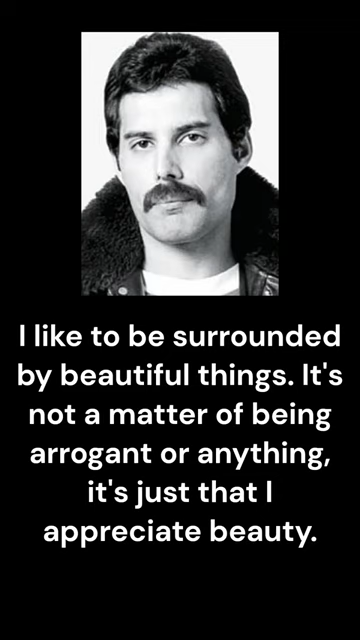 I like to be surrounded
by beautiful things. It's
not a matter of being
arrogant or anything,
it's just that I
appreciate beauty.